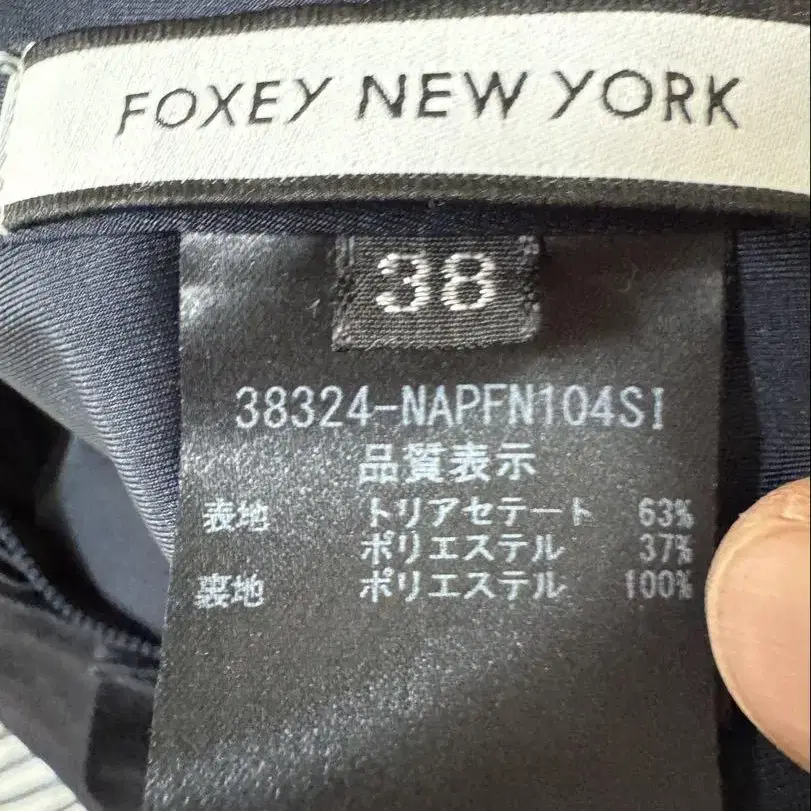 FOXEY NEW YORK
38
38324-NAPFN104SI
品質表示
表地 トリアセテート 63%
ポリエステル 37%
裏地 ポリエステル 100%